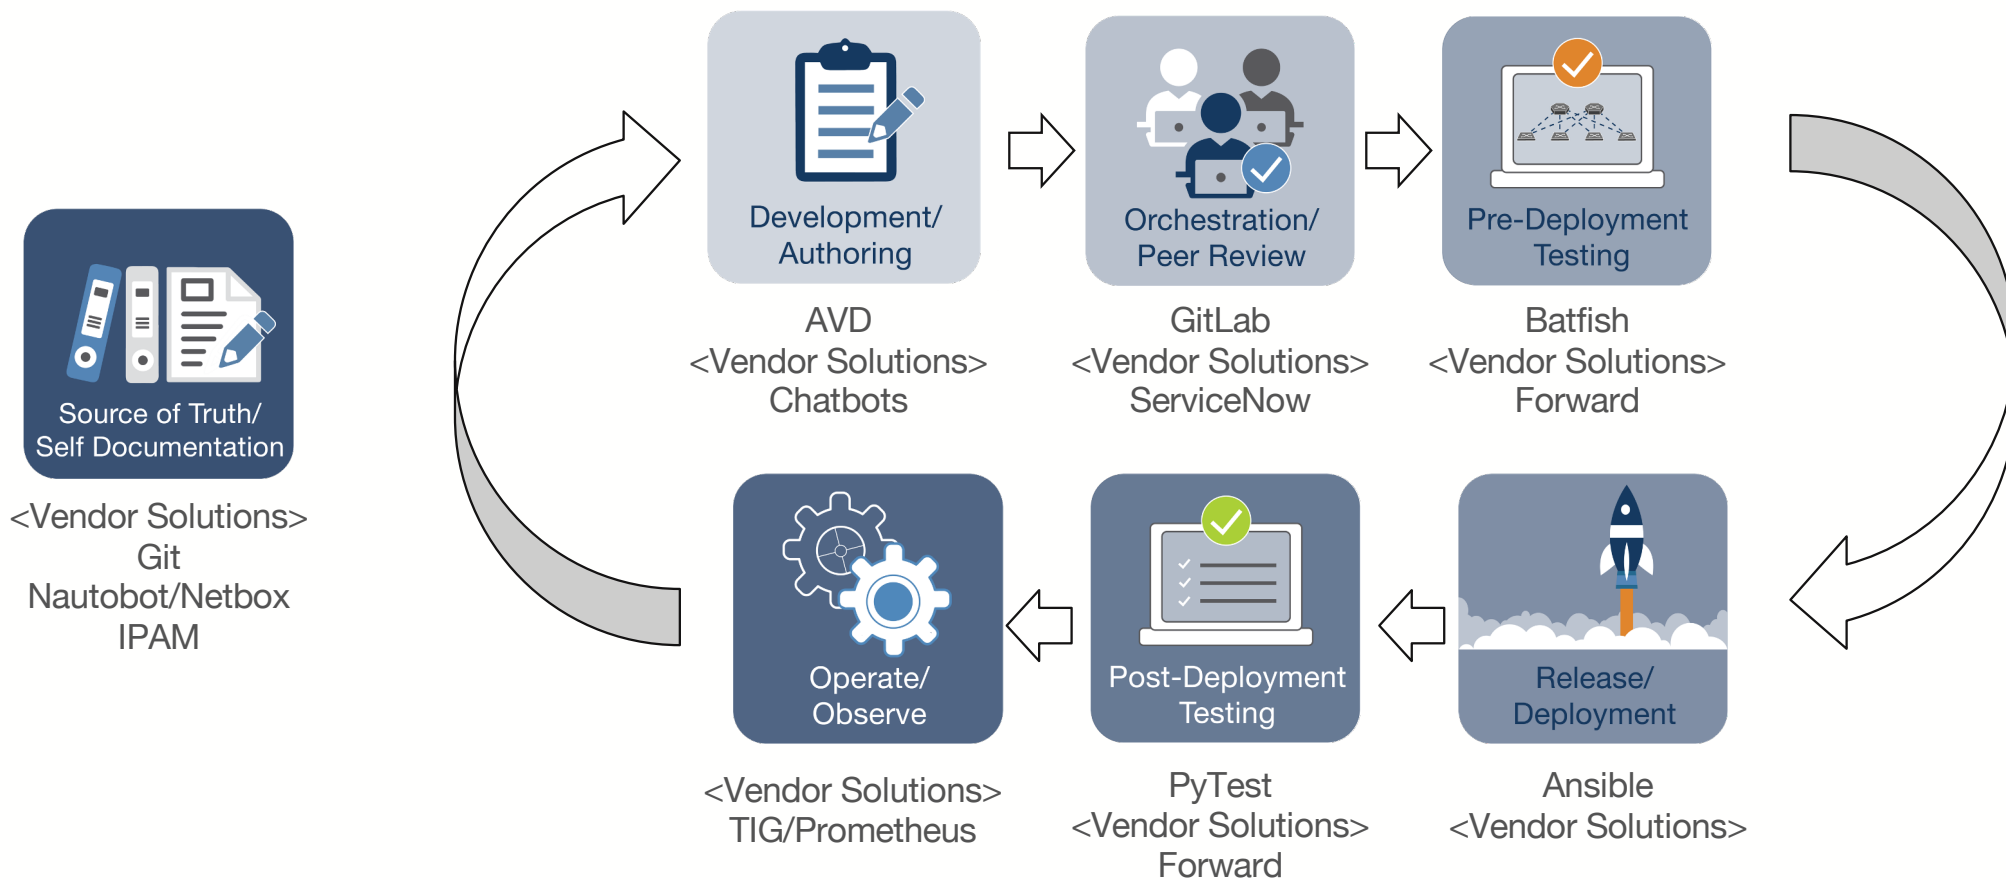 Development/
Authoring
AVD
<Vendor Solutions>
Chatbots
Orchestration/
Peer Review
GitLab
<Vendor Solutions>
ServiceNow
Pre-Deployment
Testing
Batfish
<Vendor Solutions>
Forward
Source of Truth/
Self Documentation
<Vendor Solutions>
Git
Nautobot/Netbox
IPAM
Operate/
Observe
<Vendor Solutions>
TIG/Prometheus
Post-Deployment
Testing
PyTest
<Vendor Solutions>
Forward
Release/
Deployment
Ansible
<Vendor Solutions>